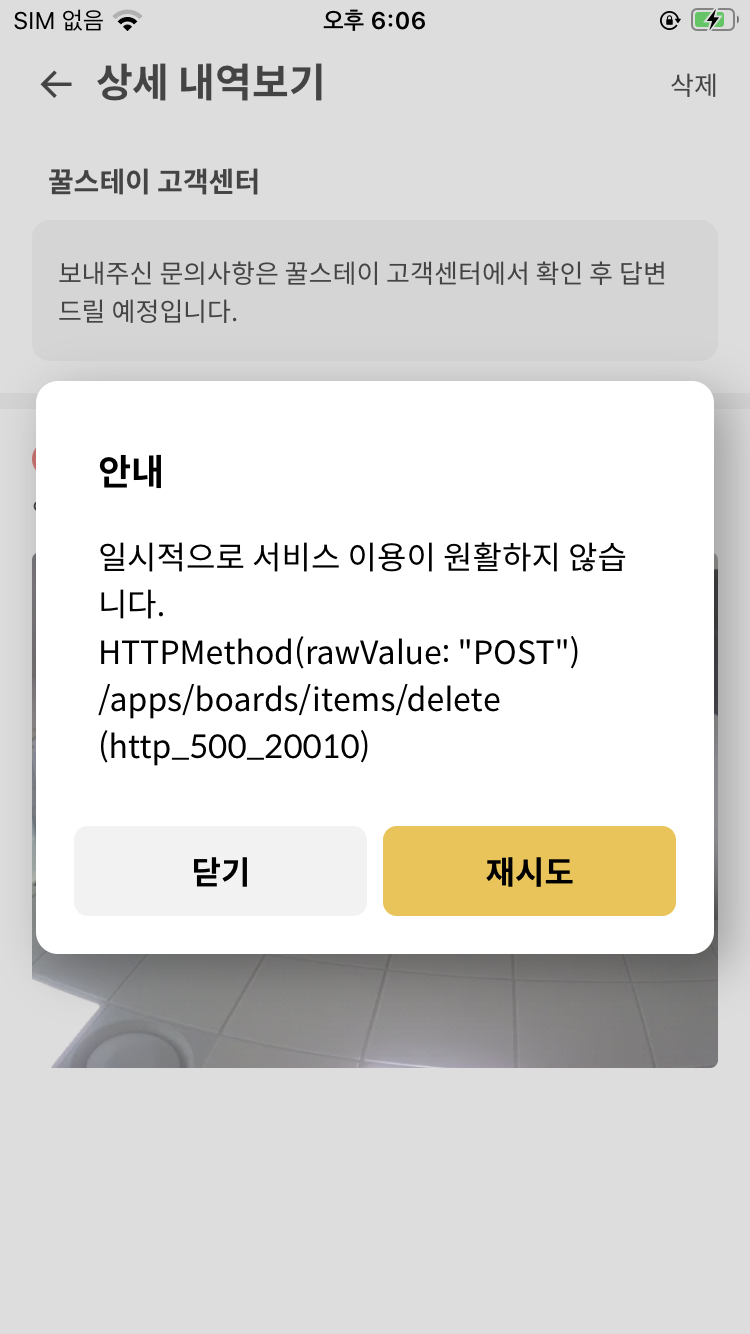 SIM 없음
오후 6:06
상세 내역보기
삭제
꿀스테이 고객센터
보내주신 문의사항은 꿀스테이 고객센터에서 확인 후 답변
드릴 예정입니다.
안내
일시적으로 서비스 이용이 원활하지 않습
니다.
HTTPMethod(rawValue: "POST")
/apps/boards/items/delete
(http_500_20010)
닫기
재시도